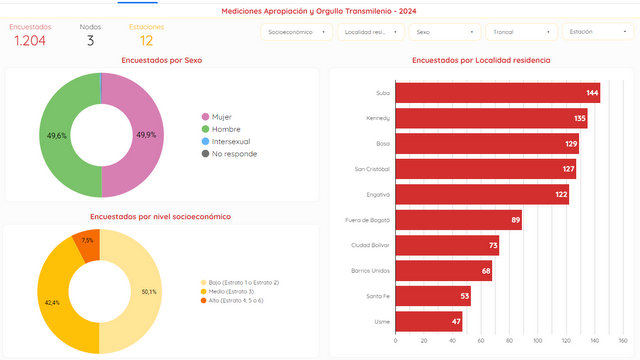 Mediciones Apropiación y Orgullo Transmilenio - 2024
Encuestados
1.204
Nodos
3
Estaciones
12
Socioeconómico
Localidad resi...
Sexo
Troncal
Estación
Encuestados por Sexo
49,6%
49,9%
Mujer
Hombre
Intersexual
No responde
Encuestados por nivel socioeconómico
7,5%
42,4%
50,1%
Bajo (Estrato 1 o Estrato 2)
Medio (Estrato 3)
Alto (Estrato 4, 5 o 6)
Encuestados por Localidad residencia
Suba 144
Kennedy 135
Bosa 129
San Cristóbal 127
Engativá 122
Fuera de Bogotá 89
Ciudad Bolívar 73
Barrios Unidos 68
Santa Fe 53
Usme 47
0 20 40 60 80 100 120 140 160